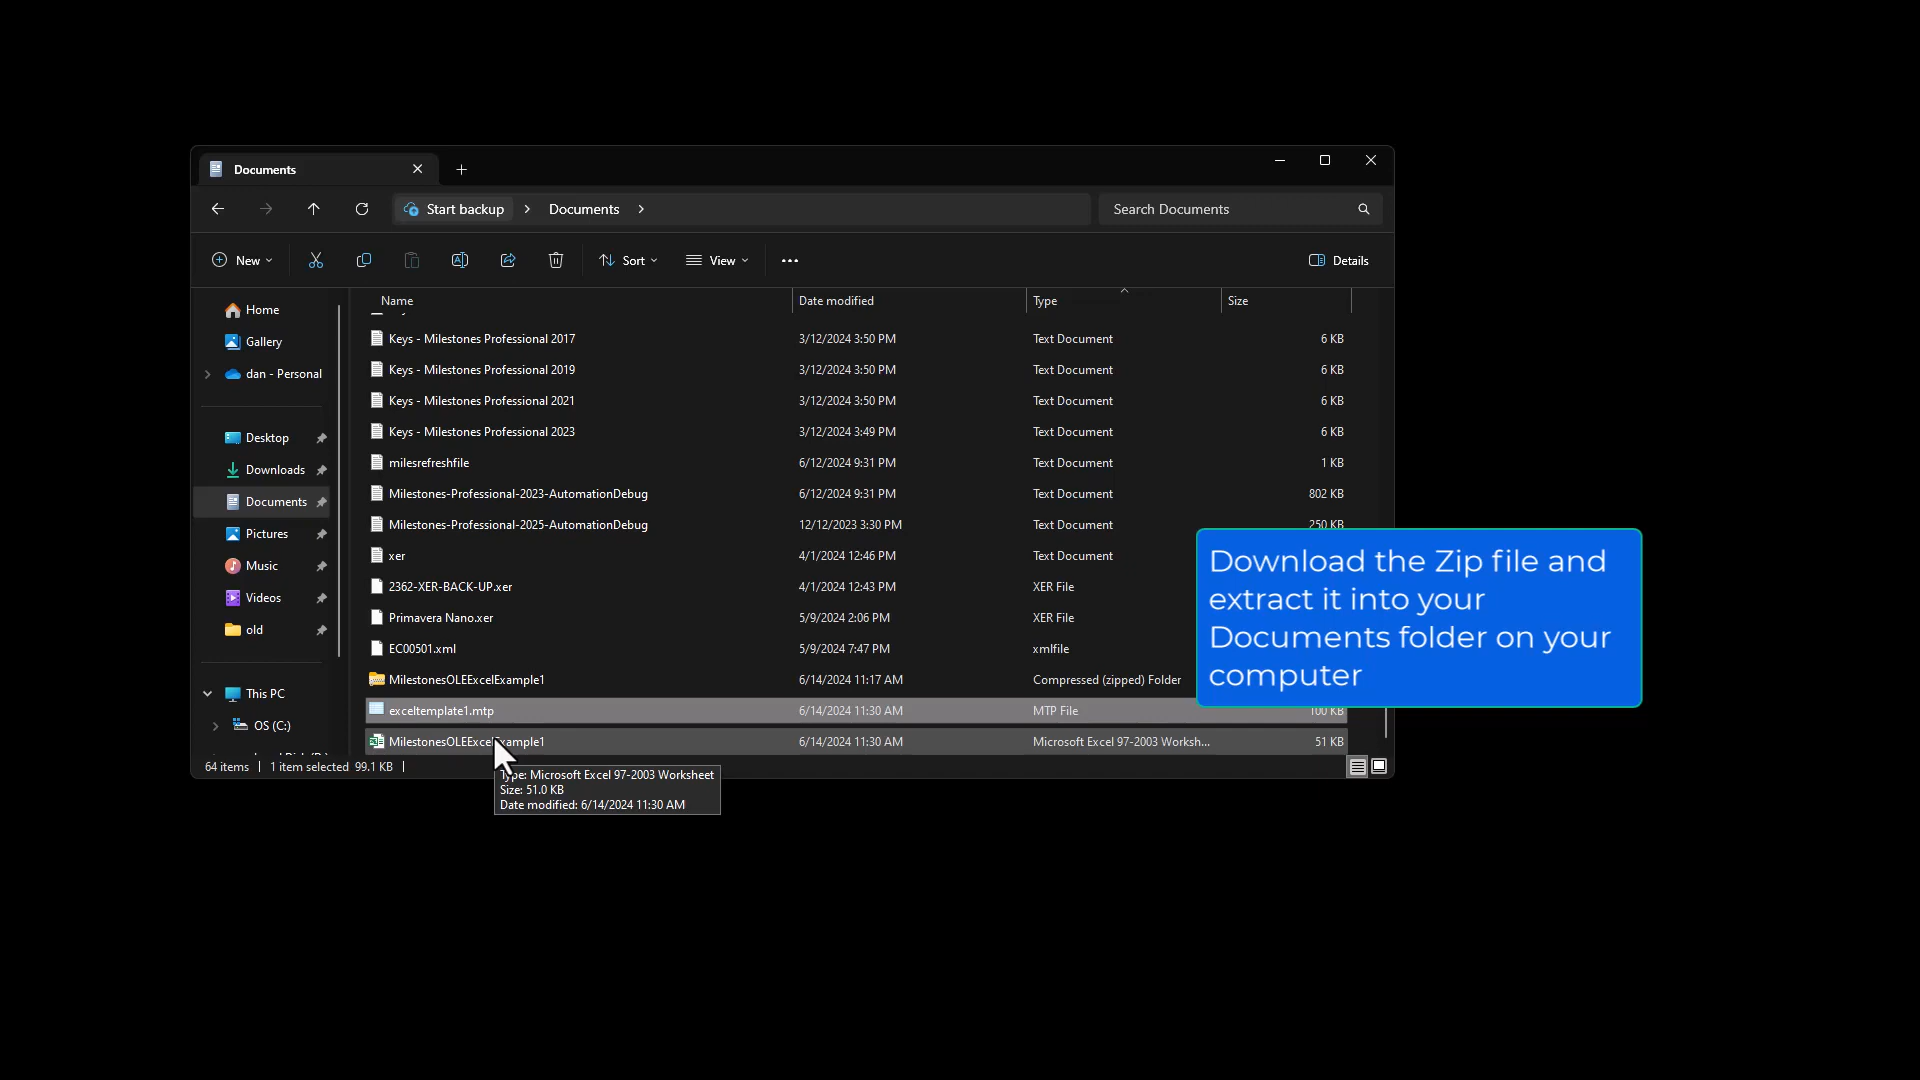 Documents
Start backup
Documents
Search Documents
New
Sort
View
Details
Name
Date modified
Type
Size
Home
Gallery
dan - Personal
Desktop
Downloads
Documents
Pictures
Music
Videos
old
This PC
OS (C:)
Keys - Milestones Professional 2017 3/12/2024 3:50 PM Text Document 6 KB
Keys - Milestones Professional 2019 3/12/2024 3:50 PM Text Document 6 KB
Keys - Milestones Professional 2021 3/12/2024 3:50 PM Text Document 6 KB
Keys - Milestones Professional 2023 3/12/2024 3:49 PM Text Document 6 KB
milesrefreshfile 6/12/2024 9:31 PM Text Document 1 KB
Milestones-Professional-2023-AutomationDebug 6/12/2024 9:31 PM Text Document 802 KB
Milestones-Professional-2025-AutomationDebug 12/12/2023 3:30 PM Text Document 250 KB
xer 4/1/2024 12:46 PM Text Document
2362-XER-BACK-UP.xer 4/1/2024 12:43 PM XER File
Primavera Nano.xer 5/9/2024 2:06 PM XER File
EC00501.xml 5/9/2024 7:47 PM xmlfile
MilestonesOLEExcelExample1 6/14/2024 11:17 AM Compressed (zipped) Folder
exceltemplate1.mtp 6/14/2024 11:30 AM MTP File 100 KB
MilestonesOLEExcelExample1 6/14/2024 11:30 AM Microsoft Excel 97-2003 Worksh... 51 KB
64 items 1 item selected 99.1 KB
Type: Microsoft Excel 97-2003 Worksheet
Size: 51.0 KB
Date modified: 6/14/2024 11:30 AM
Download the Zip file and
extract it into your
Documents folder on your
computer